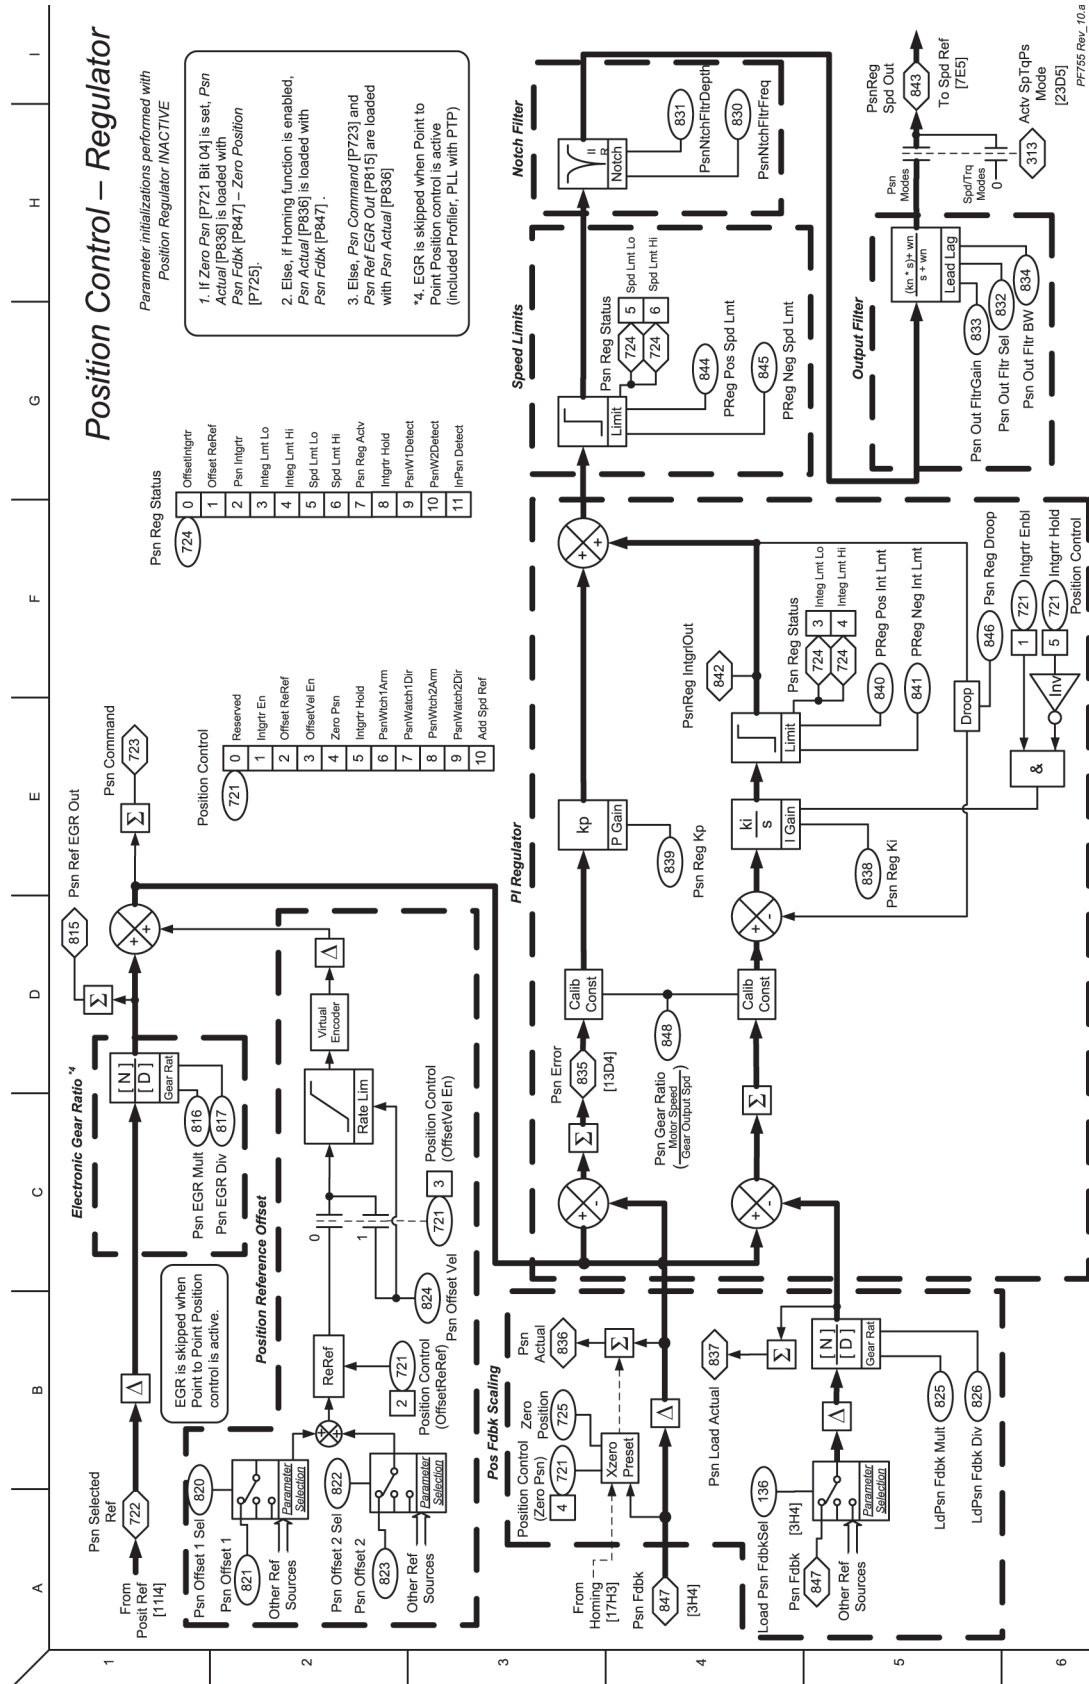 Position Control – Regulator
A
B
C
D
E
F
G
H
I
1
2
3
4
5
6
Parameter initializations performed with
Position Regulator INACTIVE
1. If Zero Psn [P721 Bit 04] is set, Psn
Actual [P836] is loaded with
Psn Fdbk [P847] – Zero Position
[P725].
2. Else, if Homing function is enabled,
Psn Actual [P836] is loaded with
Psn Fdbk [P847] .
3. Else, Psn Command [P723] and
Psn Ref EGR Out [P815] are loaded
with Psn Actual [P836]
*4. EGR is skipped when Point to
Point Position control is active
(included Profiler, PLL with PTP)
Psn Reg Status
724
0 OffsetIntgrtr
1 Offset ReRef
2 Psn Intgrtr
3 Integ Lmt Lo
4 Integ Lmt Hi
5 Spd Lmt Lo
6 Spd Lmt Hi
7 Psn Reg Actv
8 Intgrtr Hold
9 PsnW1Detect
10 PsnW2Detect
11 InPsn Detect
Position Control
721
0 Reserved
1 Intgrtr En
2 Offset ReRef
3 OffsetVel En
4 Zero Psn
5 Intgrtr Hold
6 PsnWtch1Arm
7 PsnWatch1Dir
8 PsnWtch2Arm
9 PsnWatch2Dir
10 Add Spd Ref
Psn Selected
Ref
722
From
Posit Ref
[11I4]
Δ
EGR is skipped when
Point to Point Position
control is active.
Electronic Gear Ratio *4
[ N ]
[ D ]
Gear Rat
816
817
Psn EGR Mult
Psn EGR Div
Σ
815
Psn Ref EGR Out
+
+
Σ
723
Psn Command
Position Reference Offset
Psn Offset 1 Sel
820
Psn Offset 1
821
Other Ref
Sources
Parameter
Selection
Psn Offset 2 Sel
822
Psn Offset 2
823
Other Ref
Sources
Parameter
Selection
+
+
ReRef
2
721
Position Control
(OffsetReRef)
0
1
824
Psn Offset Vel
721
3
Position Control
(OffsetVel En)
Rate Lim
Virtual
Encoder
Δ
Pos Fdbk Scaling
Position Control
(Zero Psn)
4
721
Zero
Position
725
Xzero
Preset
From
Homing
[17H3]
Psn Fdbk
847
[3H4]
Δ
Σ
Psn
Actual
836
Load Psn FdbkSel
136
Psn Fdbk
[3H4]
847
Other Ref
Sources
Parameter
Selection
Δ
[ N ]
[ D ]
Gear Rat
825
826
LdPsn Fdbk Mult
LdPsn Fdbk Div
Σ
837
Psn Load Actual
PI Regulator
+
-
Σ
Psn Error
835
[13D4]
Calib
Const
848
Psn Gear Ratio
( Motor Speed
Gear Output Spd )
+
-
Σ
Calib
Const
kp
P Gain
839
Psn Reg Kp
+
-
ki
s
I Gain
838
Psn Reg Ki
Limit
PsnReg IntgrlOut
842
Psn Reg Status
724 3 Integ Lmt Lo
724 4 Integ Lmt Hi
840
PReg Pos Int Lmt
841
PReg Neg Int Lmt
Droop
846
Psn Reg Droop
&
Inv
1
721
Intgrtr Enbl
5
721
Intgrtr Hold
Position Control
+
+
Speed Limits
Limit
Psn Reg Status
724 5 Spd Lmt Lo
724 6 Spd Lmt Hi
844
PReg Pos Spd Lmt
845
PReg Neg Spd Lmt
Notch Filter
II
R
Notch
831
PsnNtchFltrDepth
830
PsnNtchFltrFreq
Output Filter
(kn * s)+ wn
s + wn
Lead Lag
833
Psn Out FltrGain
832
Psn Out Fltr Sel
834
Psn Out Fltr BW
Psn
Modes
Spd/Trq
Modes
0
PsnReg
Spd Out
843
To Spd Ref
[7E5]
313
Actv SpTqPs
Mode
[23D5]
PF755 Rev_10.a